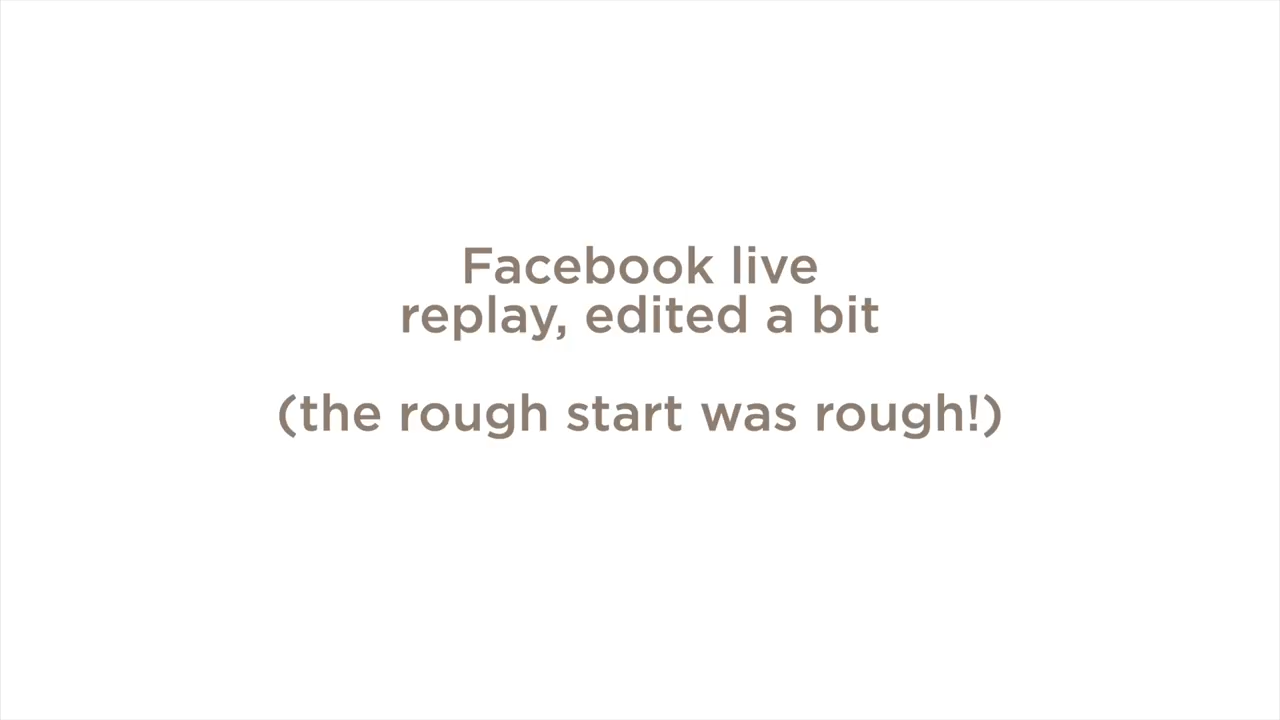 Facebook live
replay, edited a bit
(the rough start was rough!)